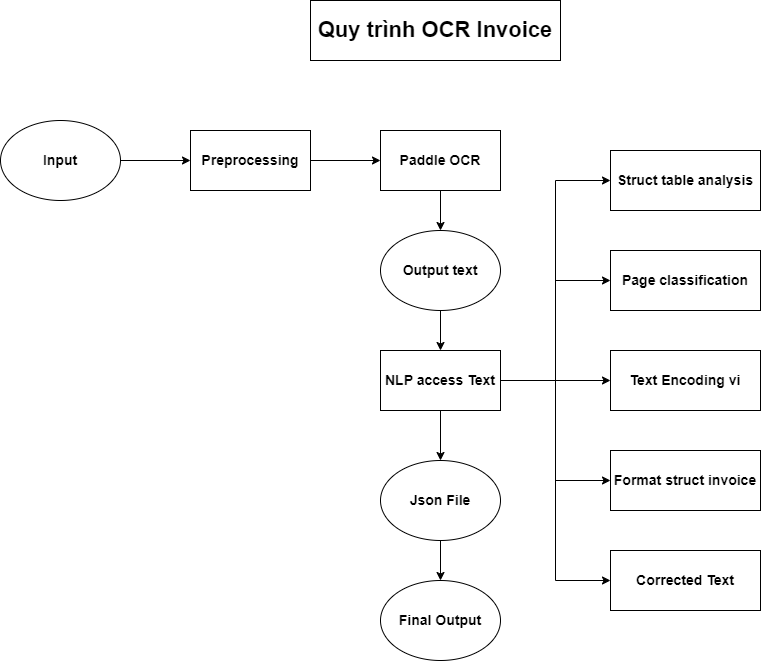 Quy trình OCR Invoice
Input
Preprocessing
Paddle OCR
Output text
NLP access Text
Json File
Final Output
Struct table analysis
Page classification
Text Encoding vi
Format struct invoice
Corrected Text